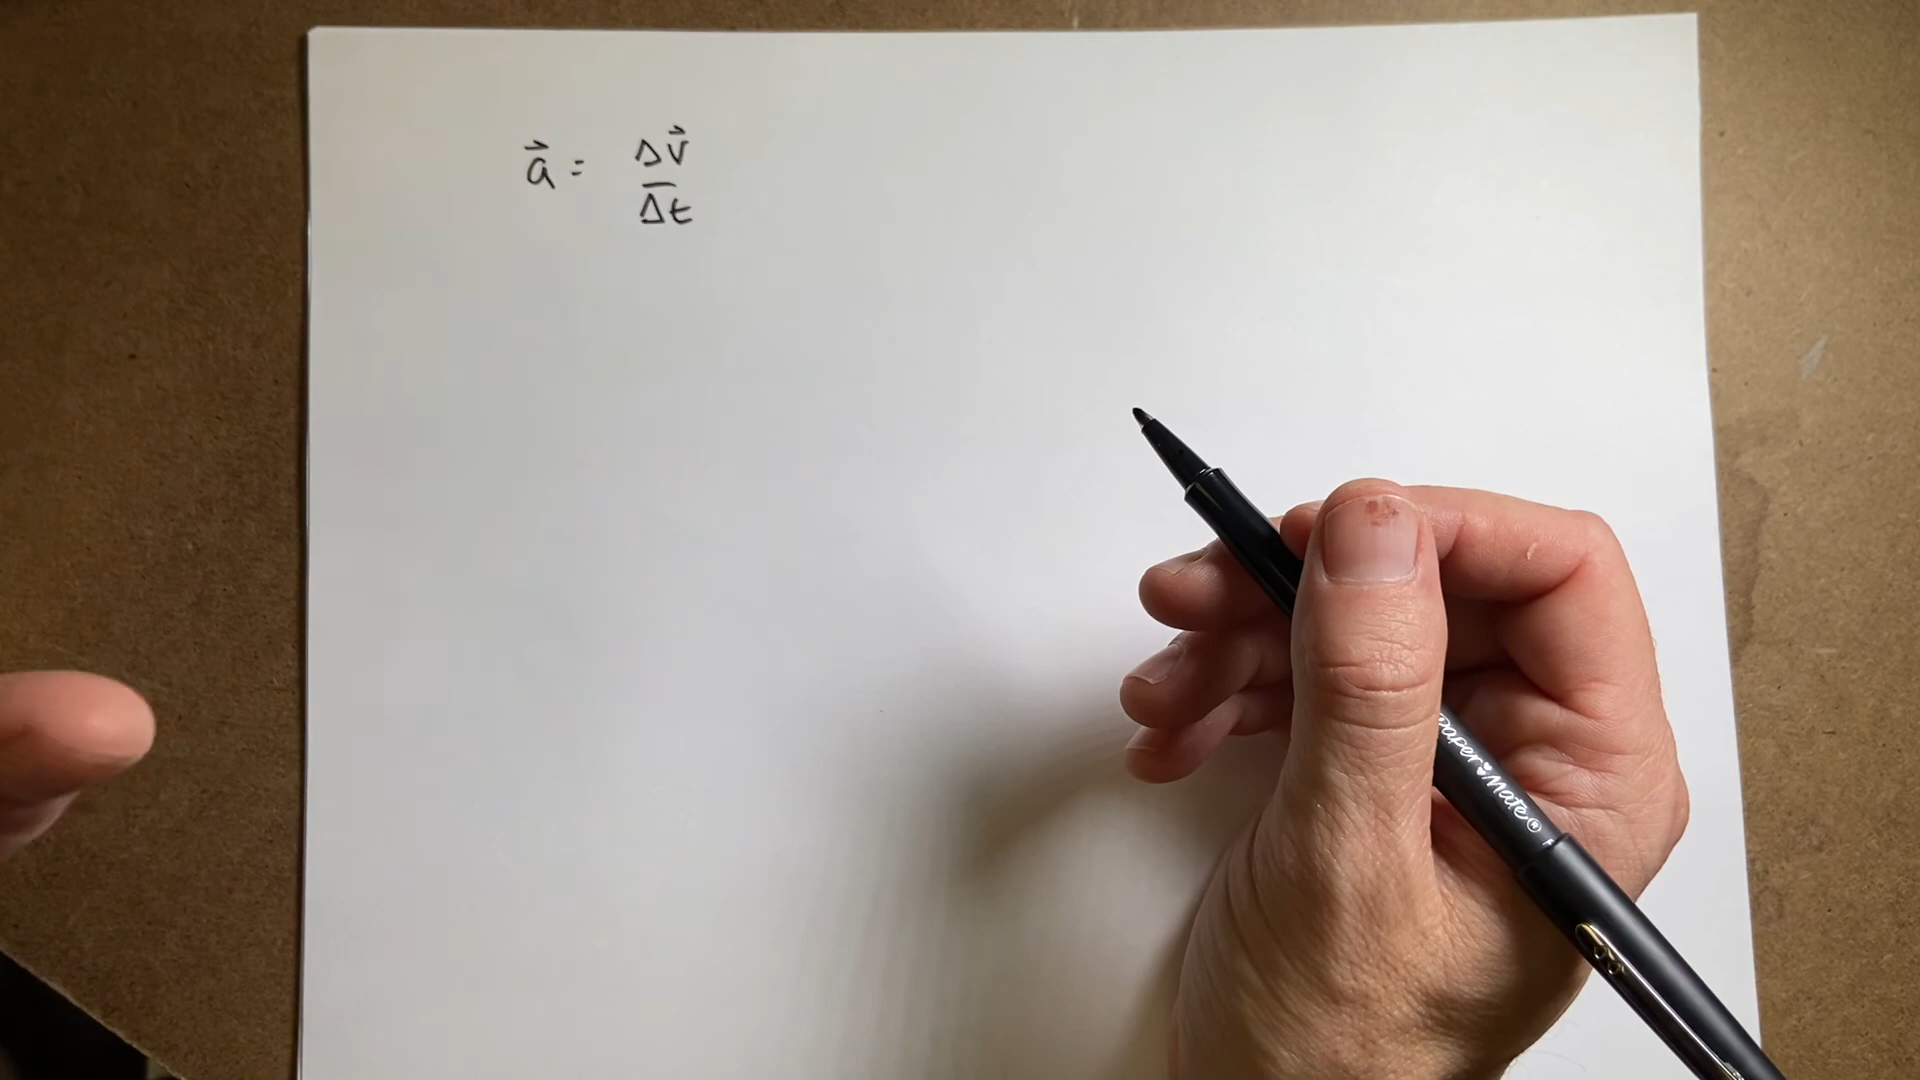 a⃗ = Δv⃗ / Δt
paper♥mate®